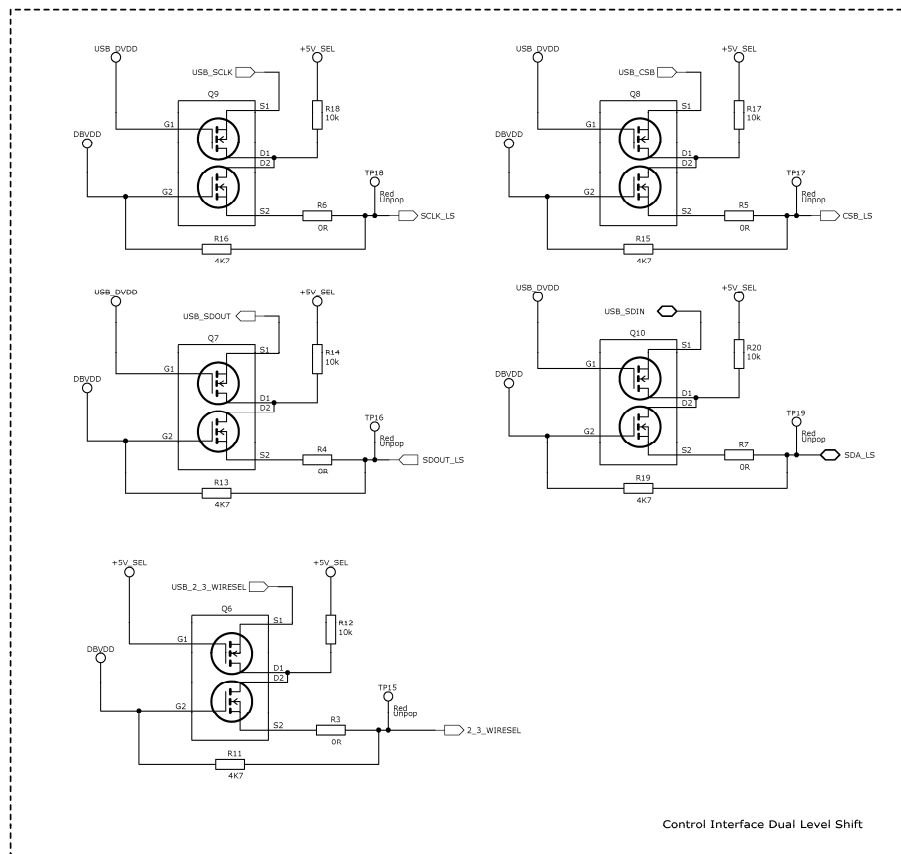 USB_DVDD
+5V_SEL
USB_SCLK
Q9
S1
R18
10k
DBVDD
G1
D1
D2
TP18
G2
Red
Unpop
S2
R6
0R
SCLK_LS
R16
4K7
USB_DVDD
+5V_SEL
USB_CSB
Q8
S1
R17
10k
DBVDD
G1
D1
D2
TP17
G2
Red
Unpop
S2
R5
0R
CSB_LS
R15
4K7
USB_DVDD
+5V_SEL
USB_SDOUT
Q7
S1
R14
10k
DBVDD
G1
D1
D2
TP16
G2
Red
Unpop
S2
R4
0R
SDOUT_LS
R13
4K7
USB_DVDD
+5V_SEL
USB_SDIN
Q10
S1
R20
10k
DBVDD
G1
D1
D2
TP19
G2
Red
Unpop
S2
R7
0R
SDA_LS
R19
4K7
+5V_SEL
+5V_SEL
USB_2_3_WIRESEL
Q6
S1
R12
10k
DBVDD
G1
D1
D2
TP15
G2
Red
Unpop
S2
R3
0R
2_3_WIRESEL
R11
4K7
Control Interface Dual Level Shift